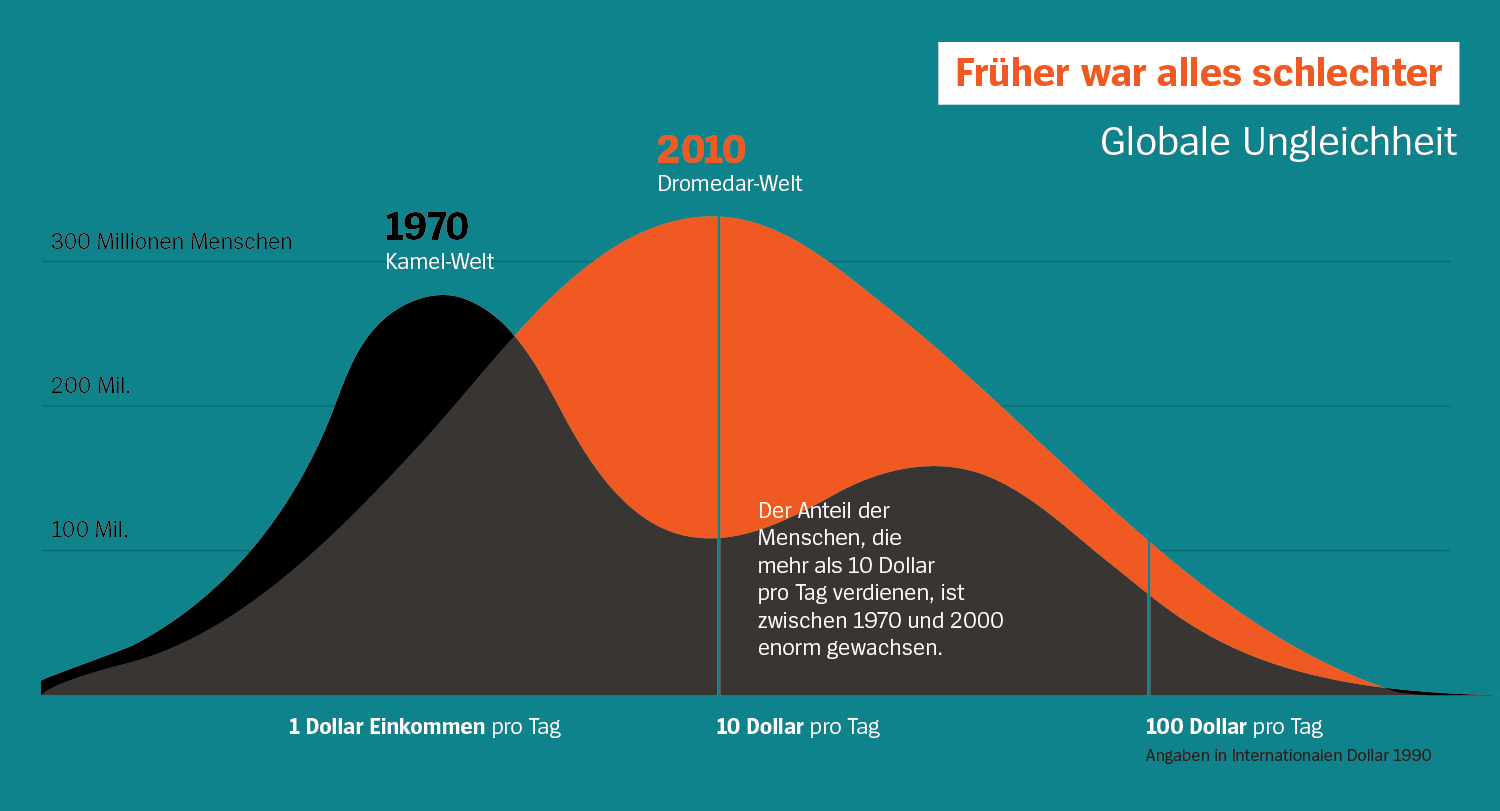 Früher war alles schlechter
Globale Ungleichheit
2010
Dromedar-Welt
1970
Kamel-Welt
300 Millionen Menschen
200 Mil.
100 Mil.
Der Anteil der
Menschen, die
mehr als 10 Dollar
pro Tag verdienen, ist
zwischen 1970 und 2000
enorm gewachsen.
1 Dollar Einkommen pro Tag
10 Dollar pro Tag
100 Dollar pro Tag
Angaben in Internationalen Dollar 1990